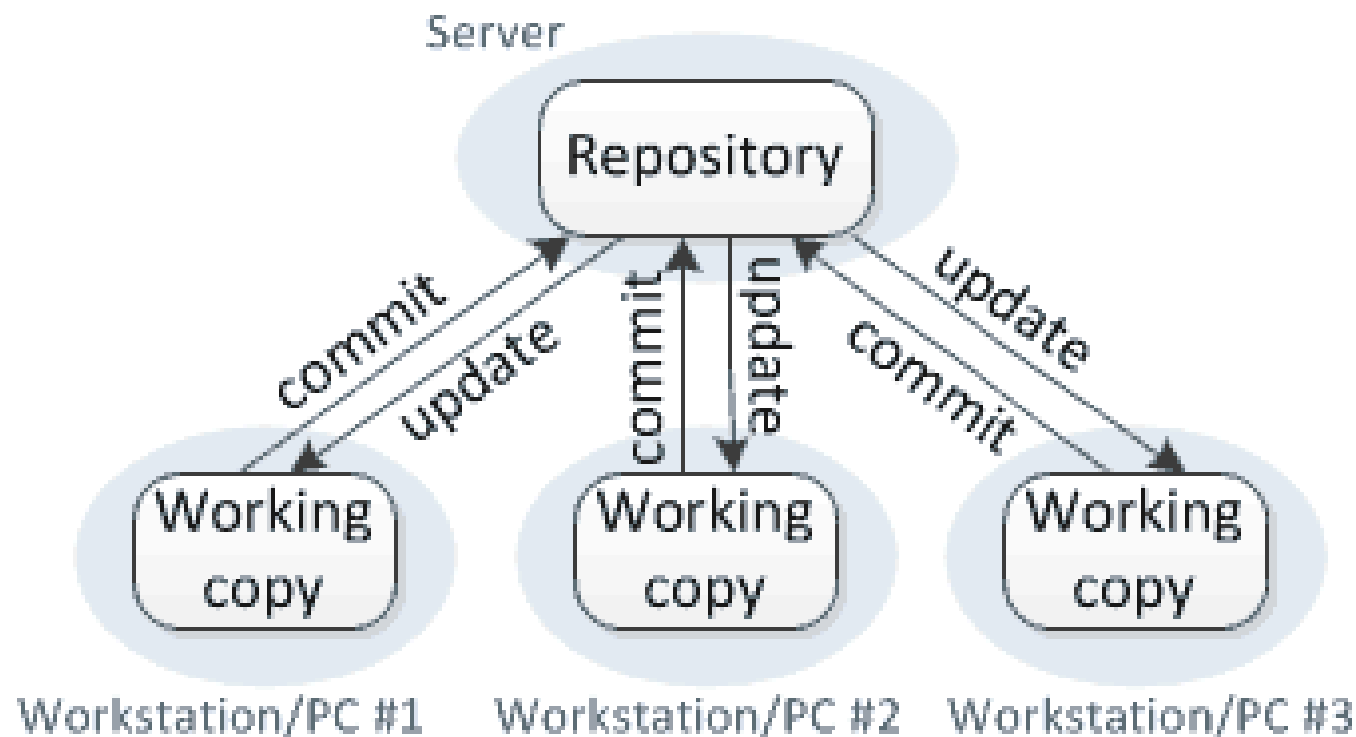 Server
Repository
commit
update
commit
update
commit
update
Working
copy
Working
copy
Working
copy
Workstation/PC #1
Workstation/PC #2
Workstation/PC #3